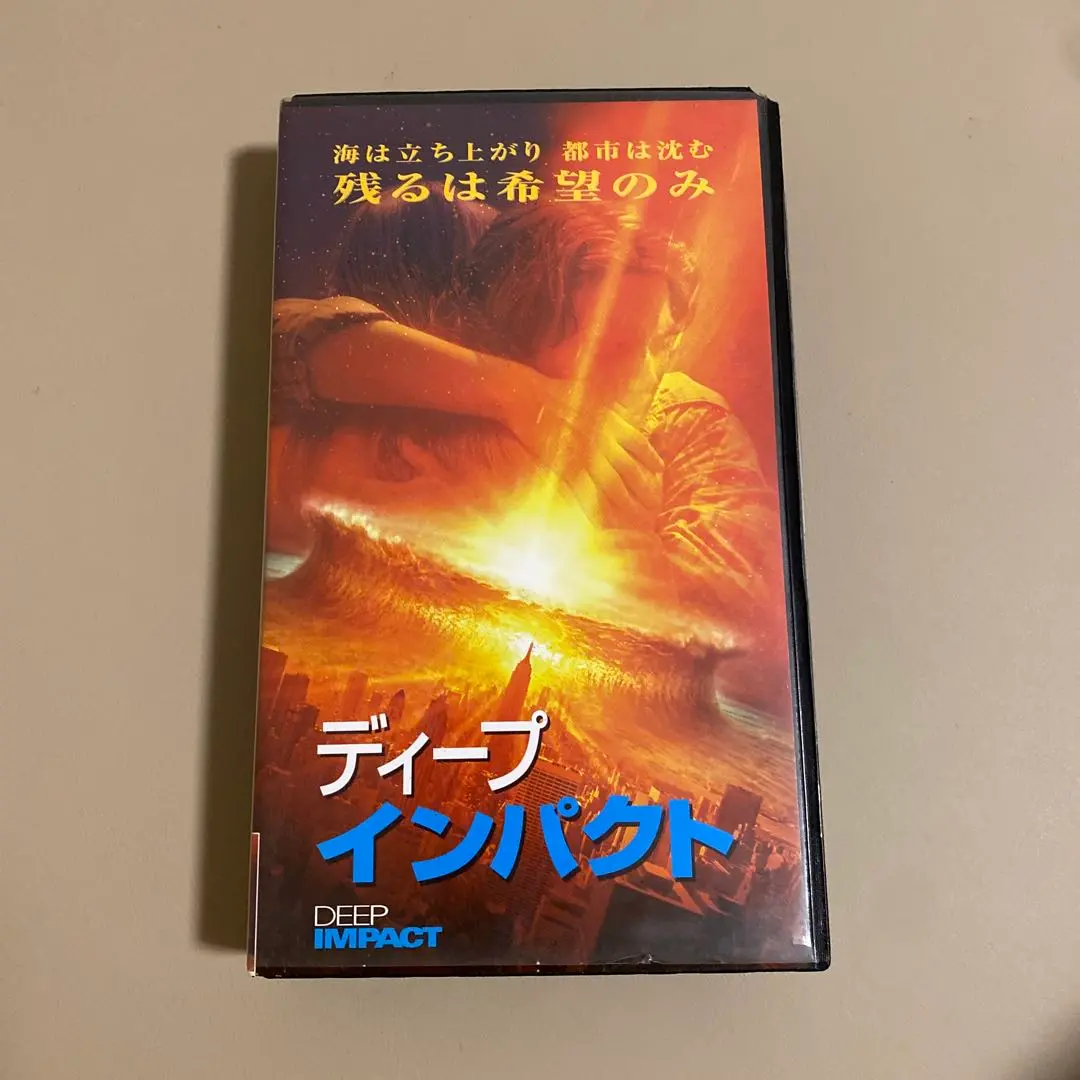 海は立ち上がり 都市は沈む
残るは希望のみ
ディープ
インパクト
DEEP
IMPACT